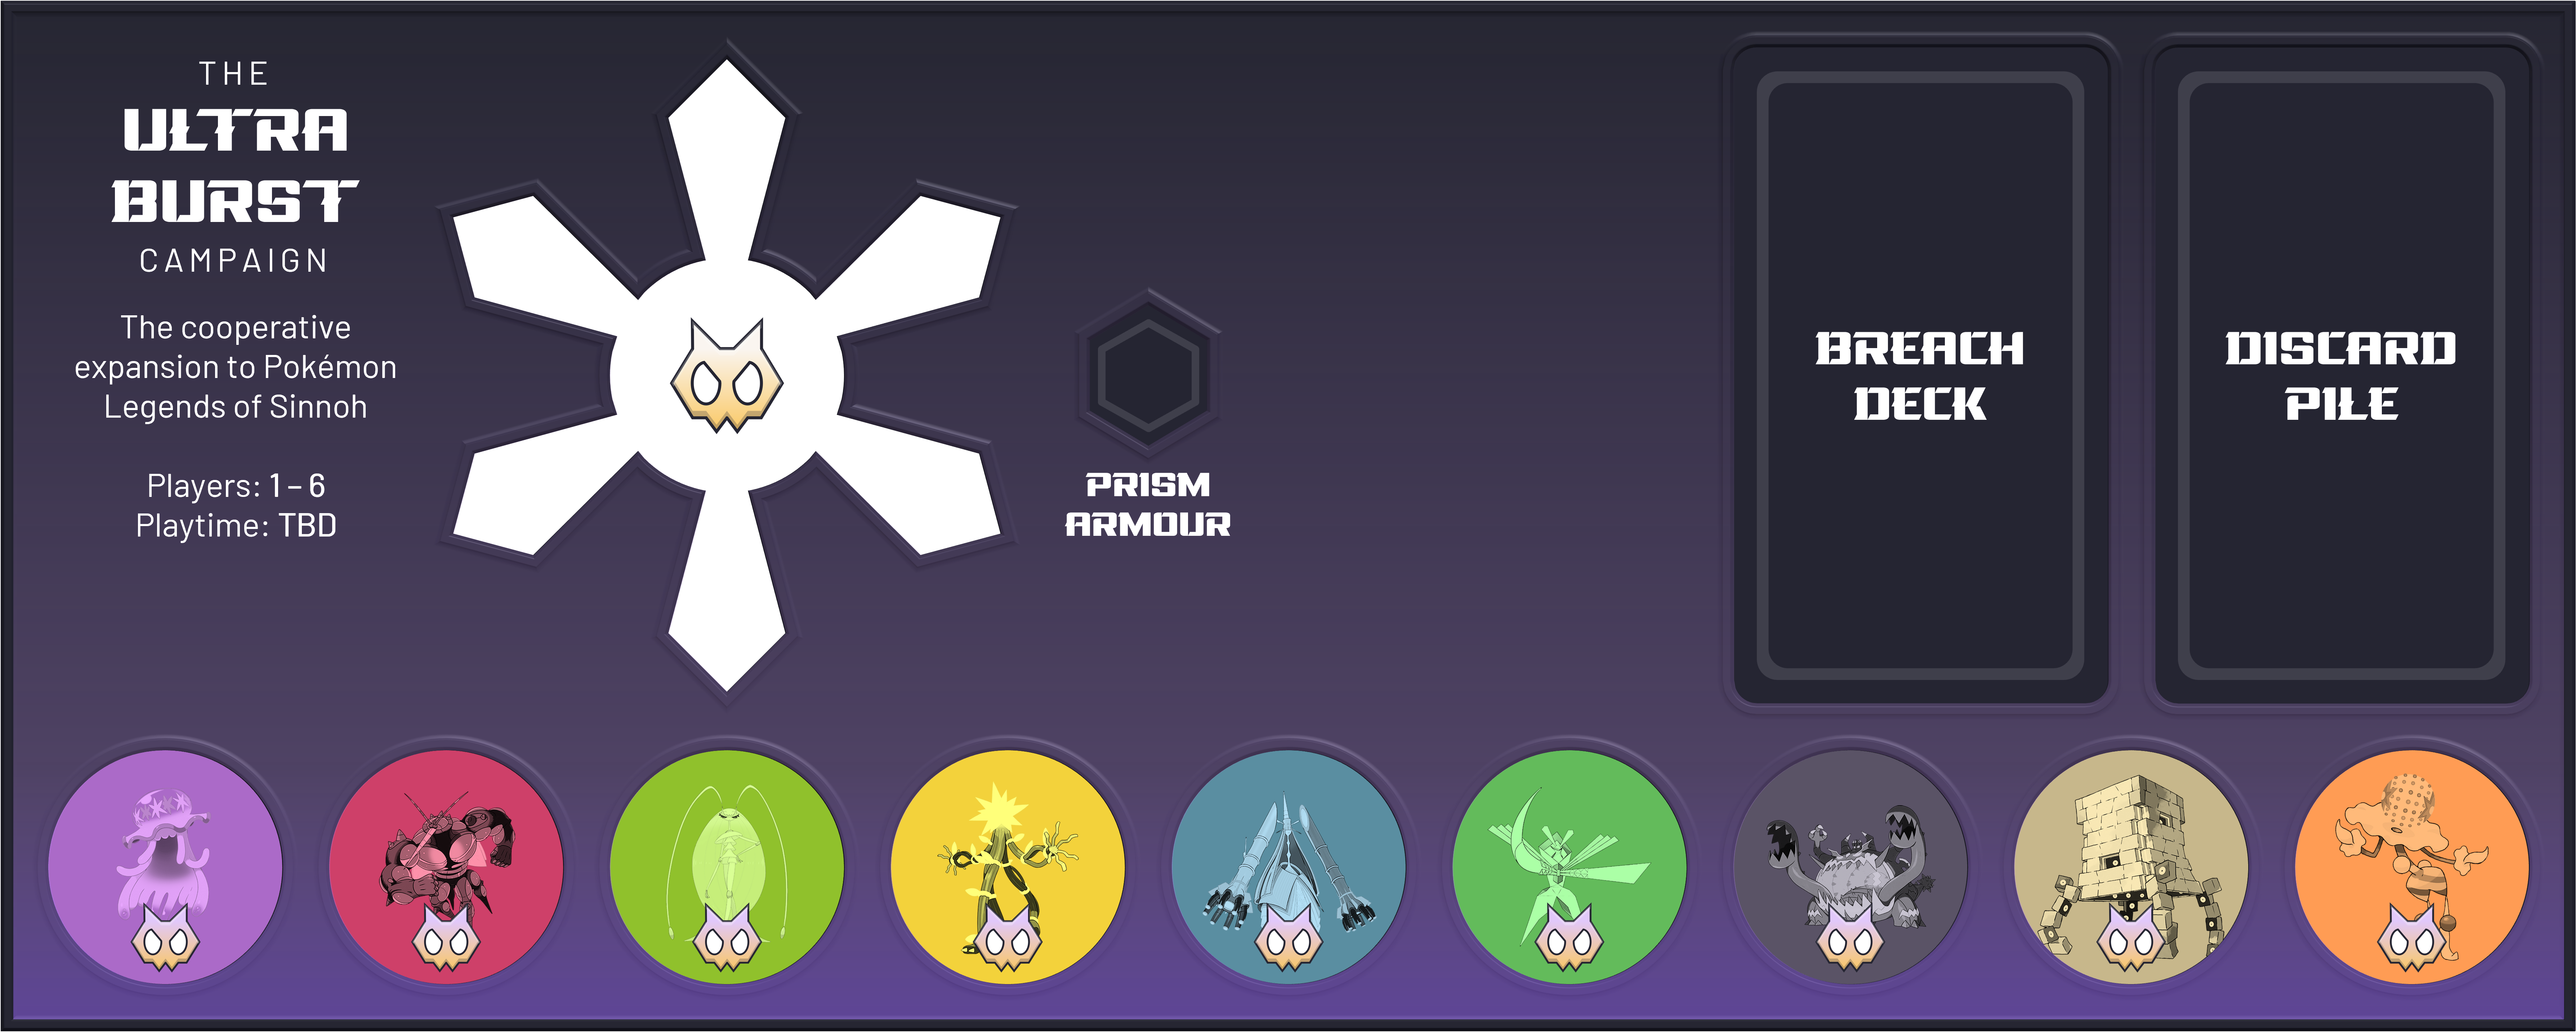 THE
ULTRA
BURST
CAMPAIGN
The cooperative
expansion to Pokémon
Legends of Sinnoh
Players: 1 – 6
Playtime: TBD
PRISM
ARMOUR
BREACH
DECK
DISCARD
PILE